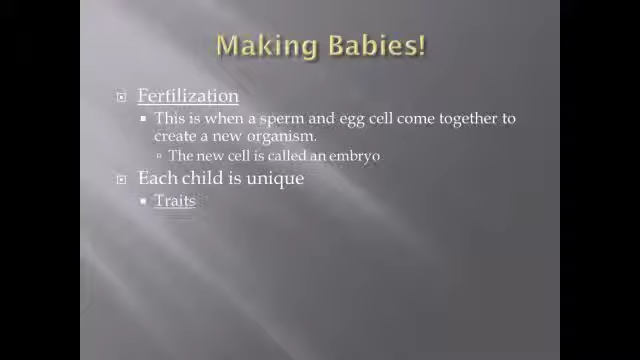 Making Babies!
Fertilization
This is when a sperm and egg cell come together to
create a new organism.
The new cell is called an embryo
Each child is unique
Traits